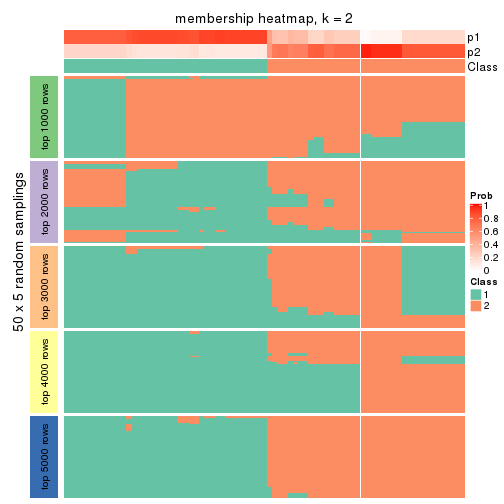 membership heatmap, k = 2
p1
p2
Class
50 x 5 random samplings
top 1000 rows
top 2000 rows
top 3000 rows
top 4000 rows
top 5000 rows
Prob
1
0.8
0.6
0.4
0.2
0
Class
1
2